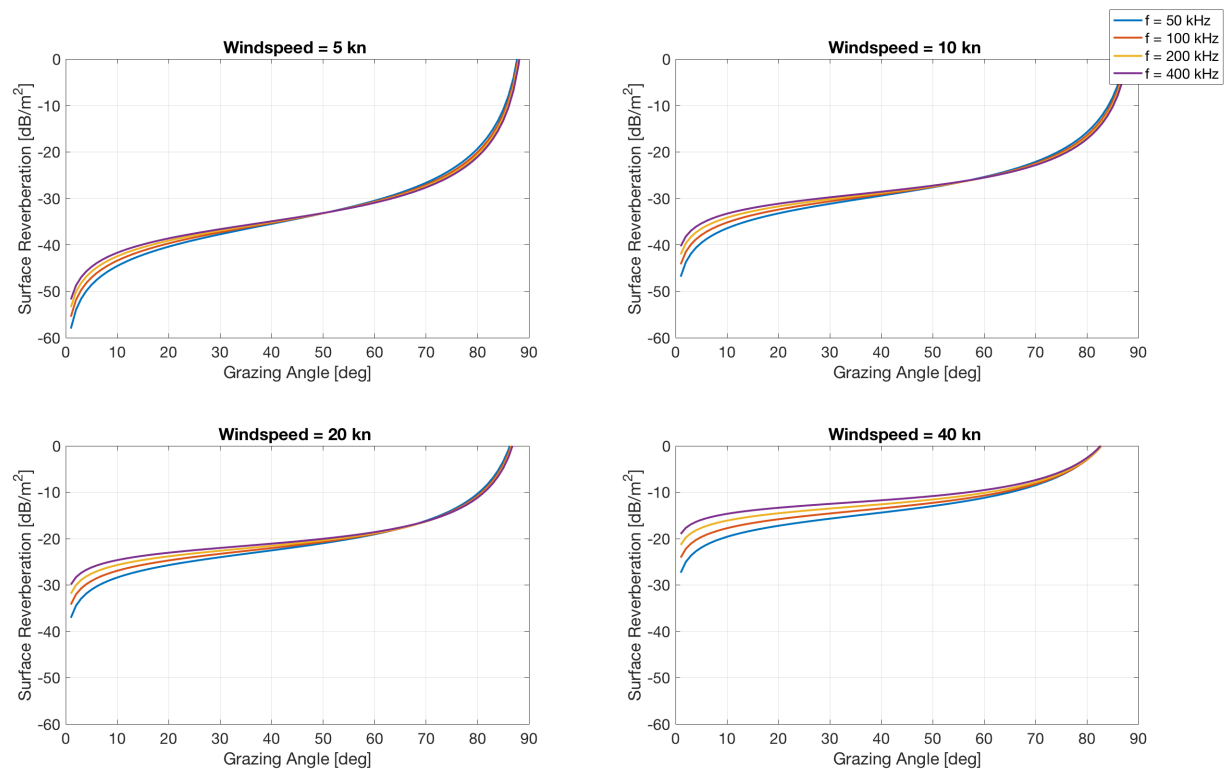 f = 50 kHz
f = 100 kHz
f = 200 kHz
f = 400 kHz
Windspeed = 5 kn
Surface Reverberation [dB/m²]
0
-10
-20
-30
-40
-50
-60
0 10 20 30 40 50 60 70 80 90
Grazing Angle [deg]
Windspeed = 10 kn
Surface Reverberation [dB/m²]
0
-10
-20
-30
-40
-50
-60
0 10 20 30 40 50 60 70 80 90
Grazing Angle [deg]
Windspeed = 20 kn
Surface Reverberation [dB/m²]
0
-10
-20
-30
-40
-50
-60
0 10 20 30 40 50 60 70 80 90
Grazing Angle [deg]
Windspeed = 40 kn
Surface Reverberation [dB/m²]
0
-10
-20
-30
-40
-50
-60
0 10 20 30 40 50 60 70 80 90
Grazing Angle [deg]